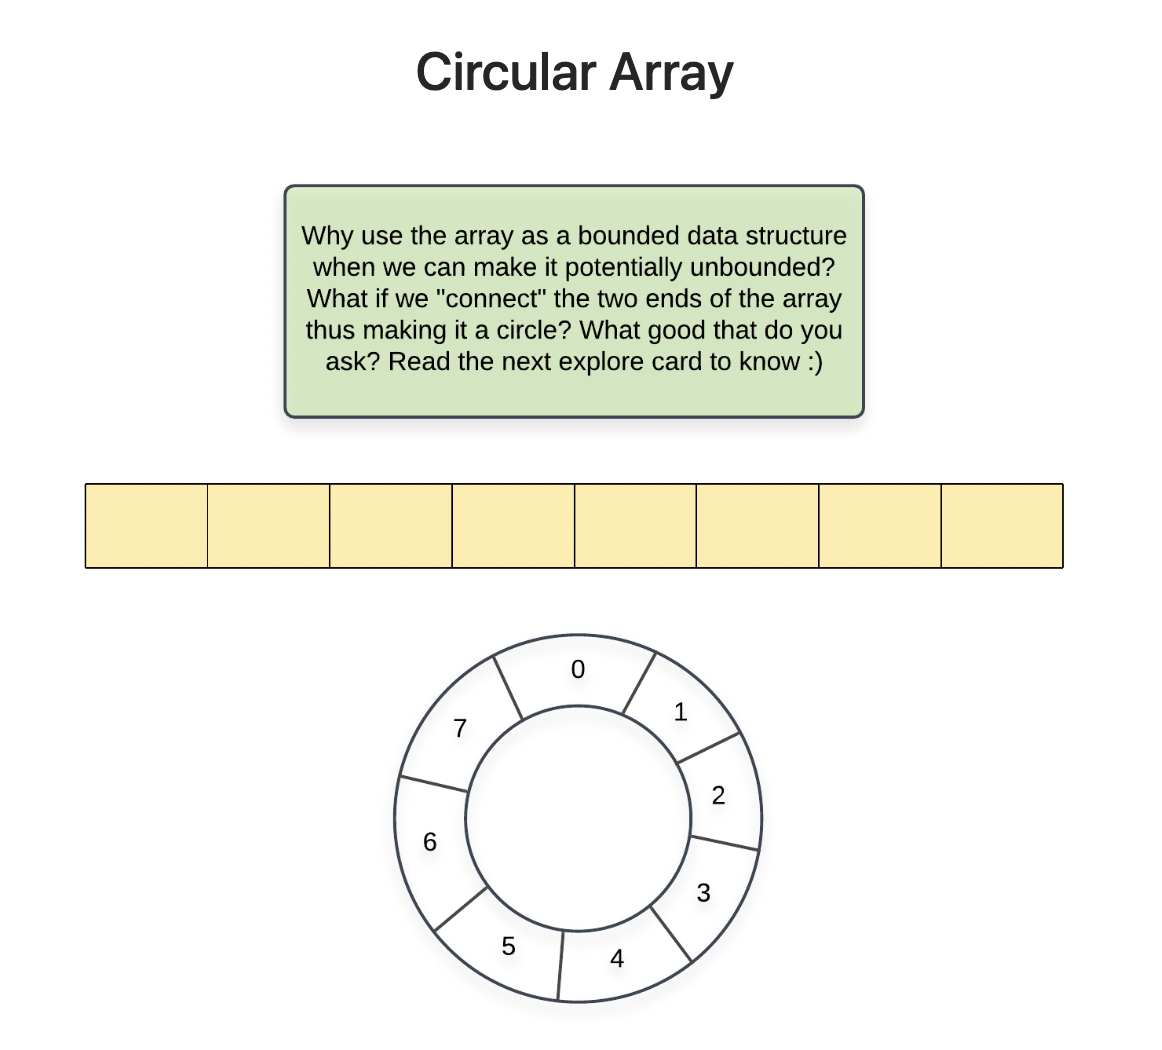 Circular Array
Why use the array as a bounded data structure
when we can make it potentially unbounded?
What if we "connect" the two ends of the array
thus making it a circle? What good that do you
ask? Read the next explore card to know :)
0
1
7
2
6
3
5
4